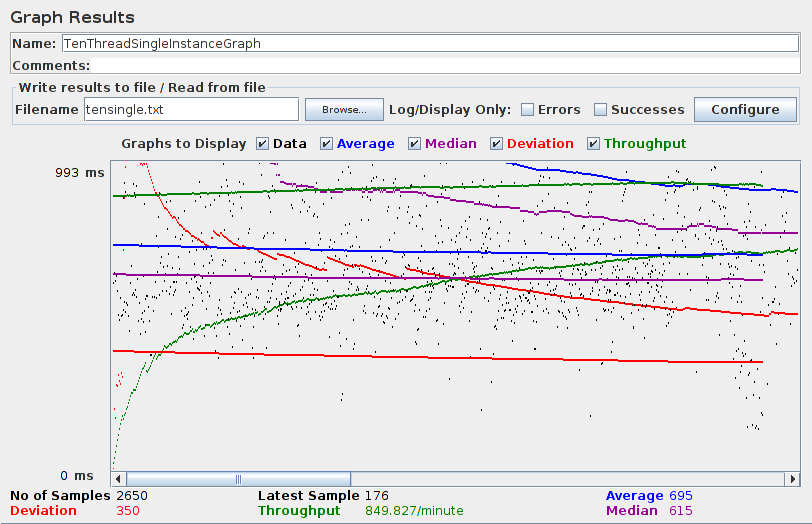 Graph Results
Name: TenThreadSingleInstanceGraph
Comments:
Write results to file / Read from file
Filename tensingle.txt Browse... Log/Display Only: Errors Successes Configure
Graphs to Display Data Average Median Deviation Throughput
993 ms
0 ms
No of Samples 2650 Latest Sample 176 Average 695
Deviation 350 Throughput 849.827/minute Median 615